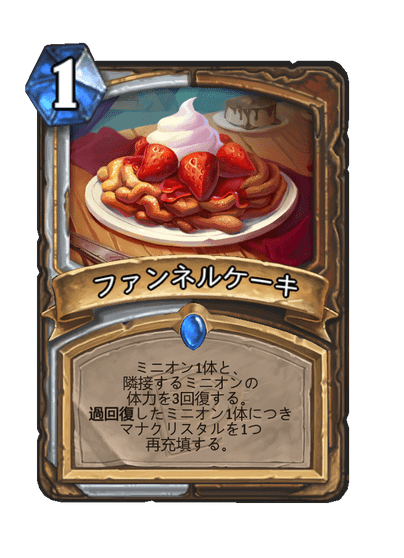 1
ファンネルケーキ
ミニオン1体と、
隣接するミニオンの
体力を3回復する。
過回復したミニオン1体につき
マナクリスタルを1つ
再充填する。